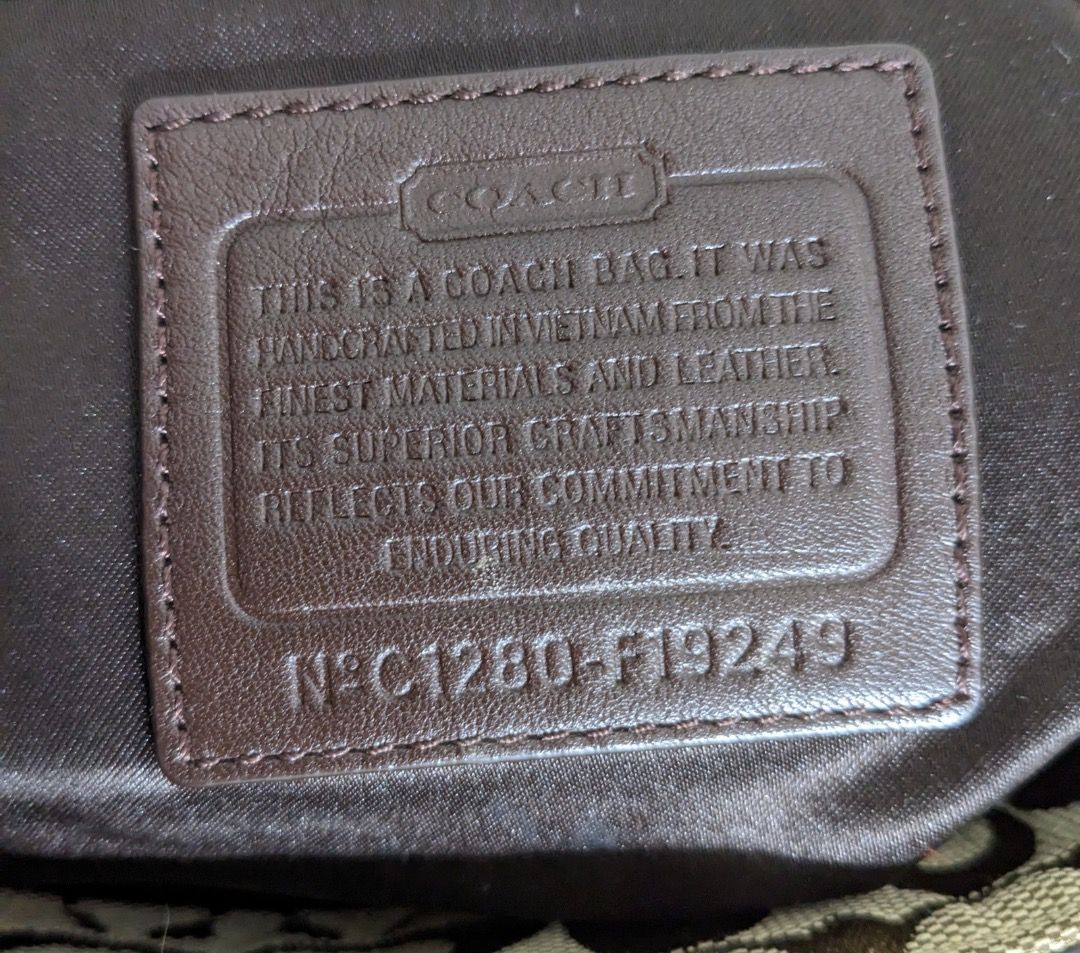 COACH
THIS IS A COACH BAG. IT WAS
HANDCRAFTED IN VIETNAM FROM THE
FINEST MATERIALS AND LEATHER.
ITS SUPERIOR CRAFTSMANSHIP
REFLECTS OUR COMMITMENT TO
ENDURING QUALITY.
Nº C1280-F19249